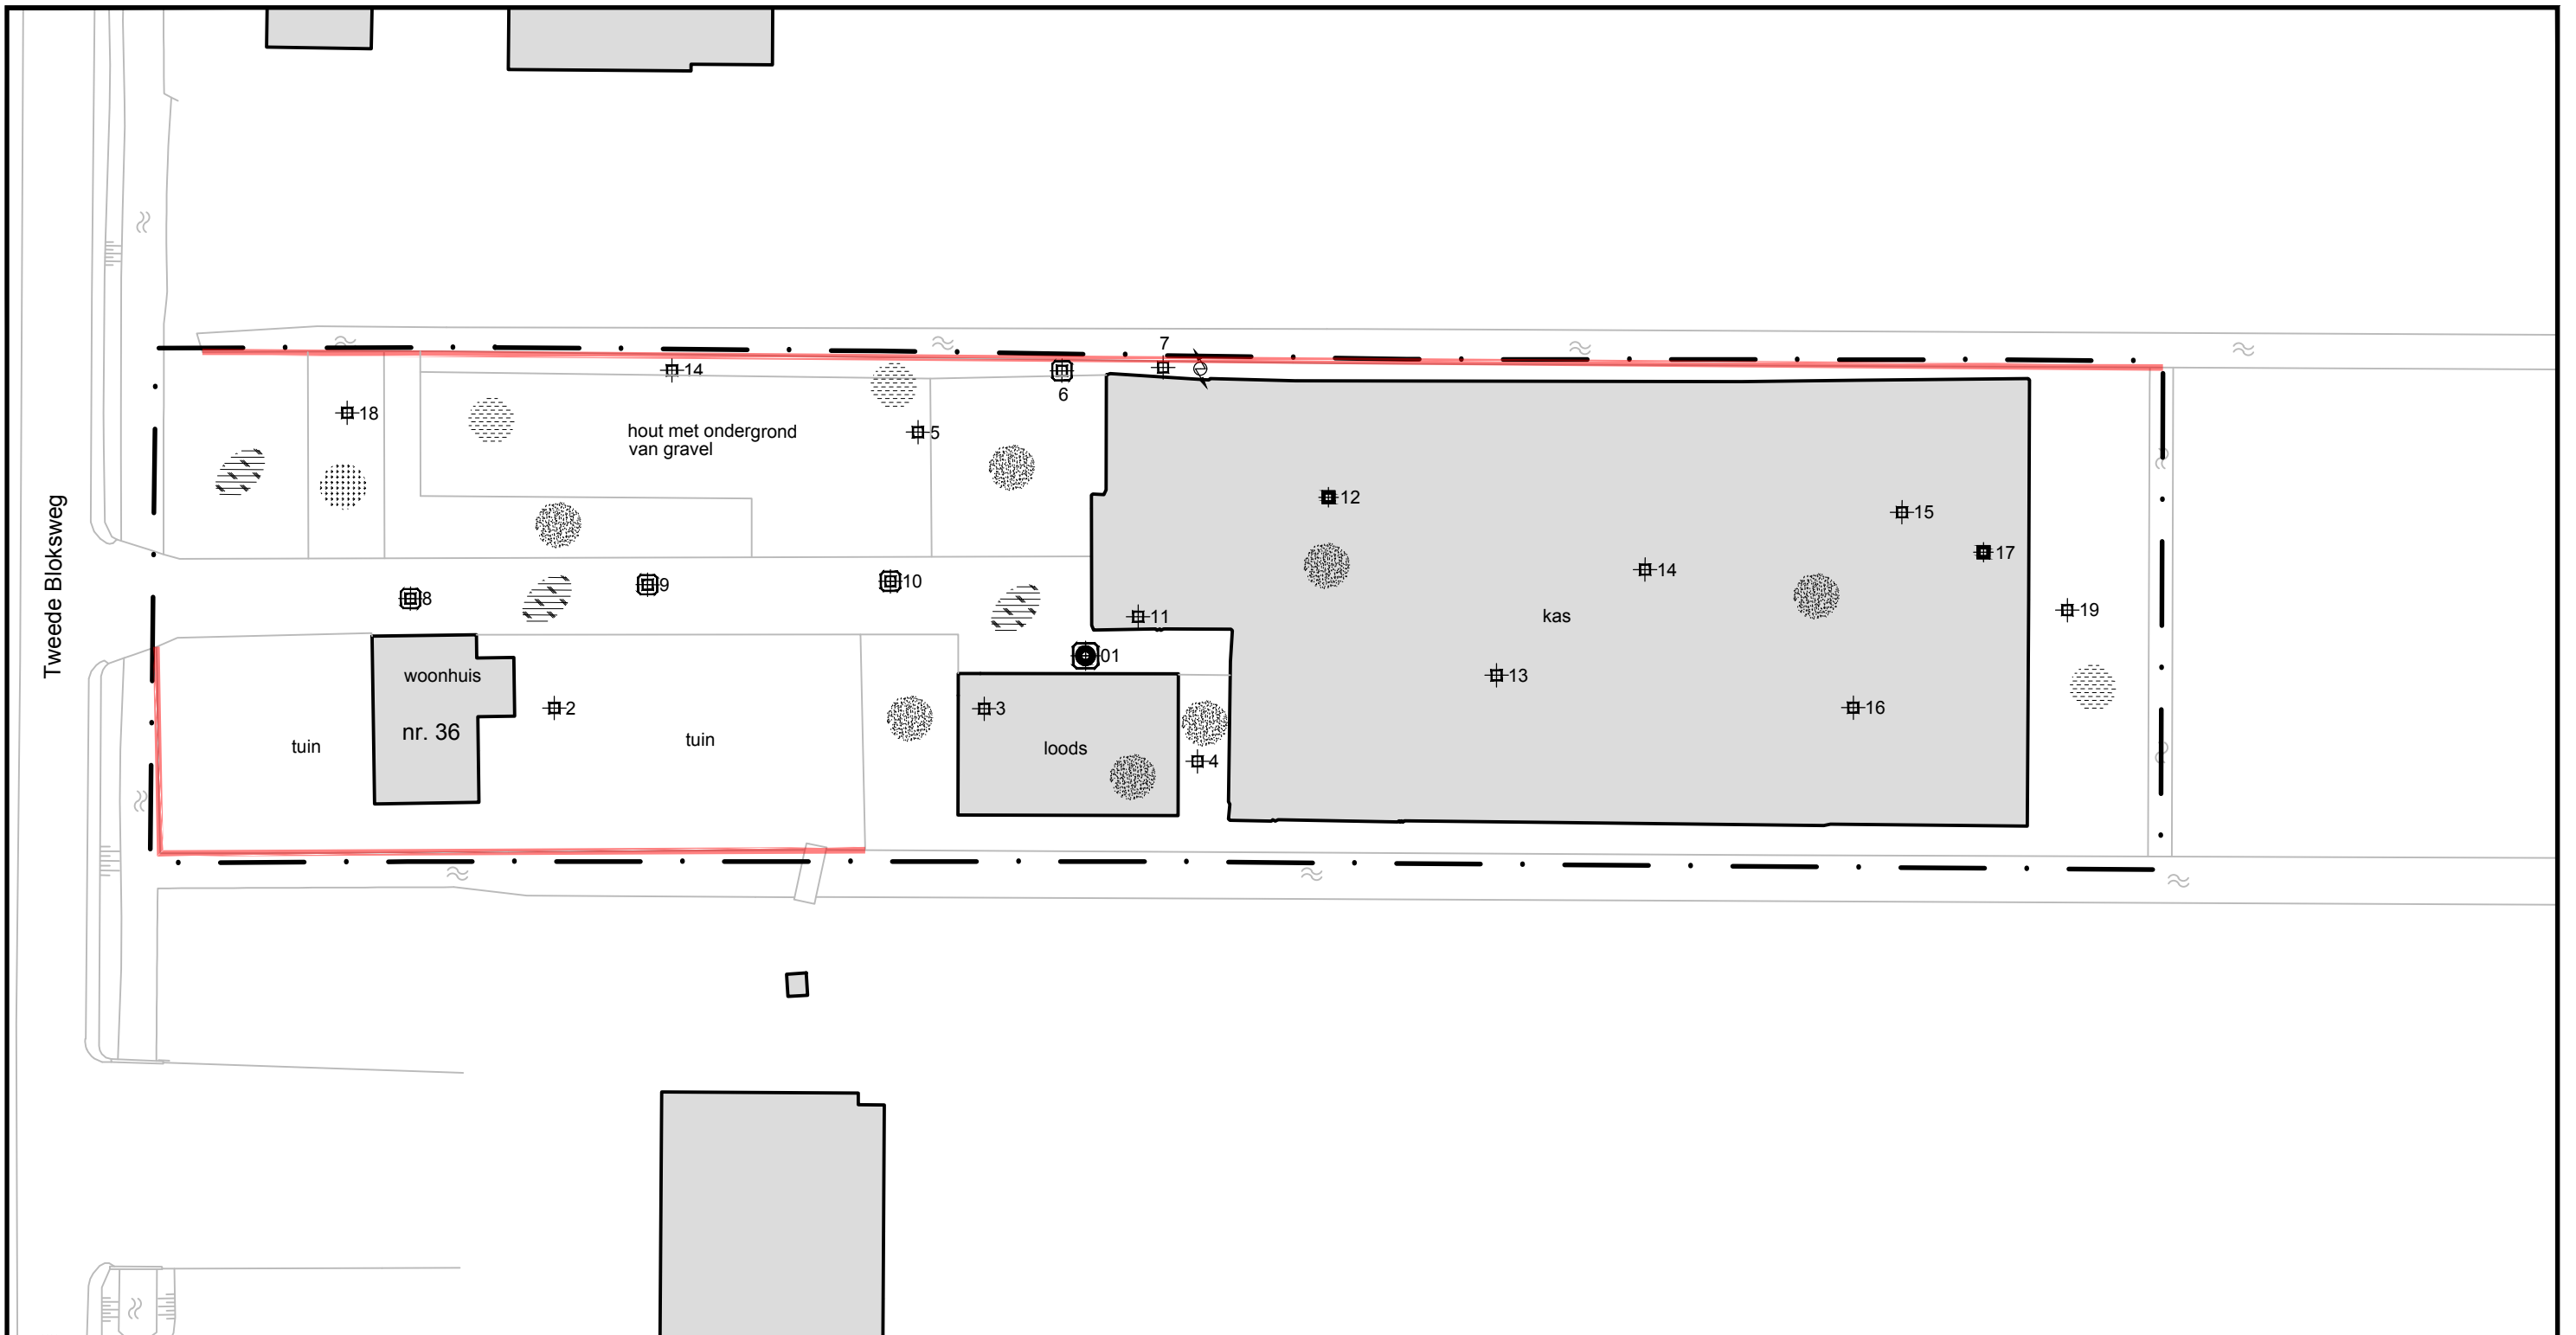 7
14
6
18
hout met ondergrond
van gravel
5
12
15
17
Tweede Bloksweg
14
10
9
8
19
11
kas
01
woonhuis
13
2
3
16
nr. 36
tuin
tuin
loods
4